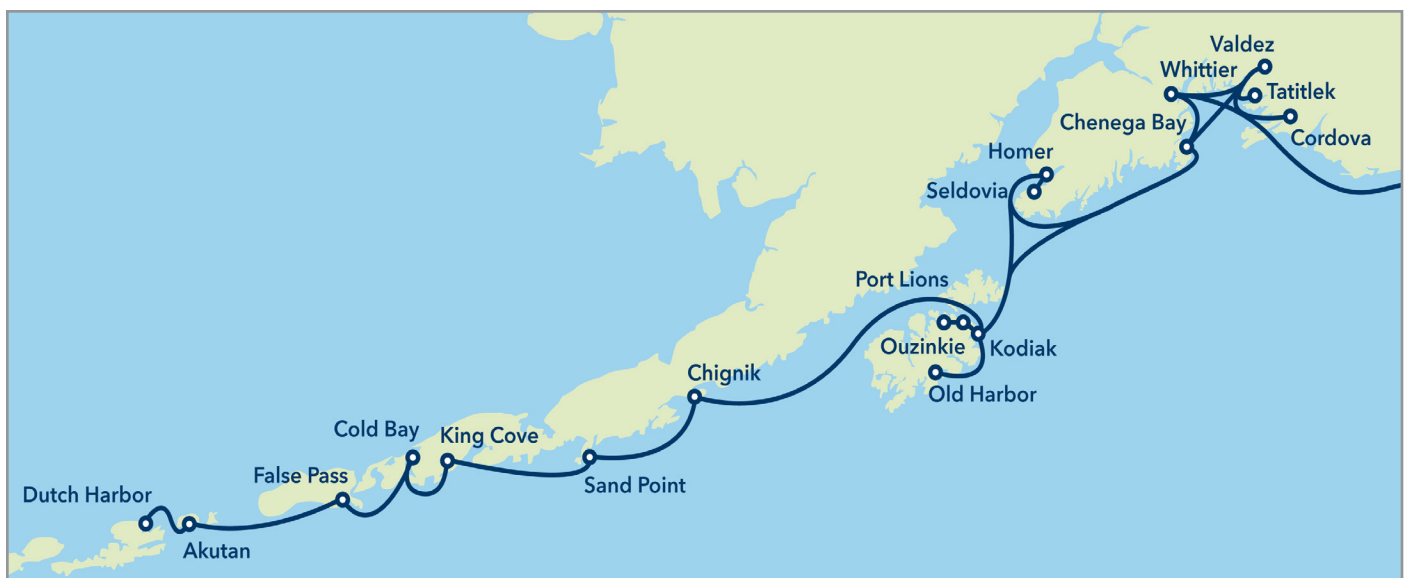 Valdez
Whittier
Tatitlek
Chenega Bay
Cordova
Homer
Seldovia
Port Lions
Ouzinkie
Kodiak
Old Harbor
Chignik
Cold Bay
King Cove
False Pass
Sand Point
Dutch Harbor
Akutan